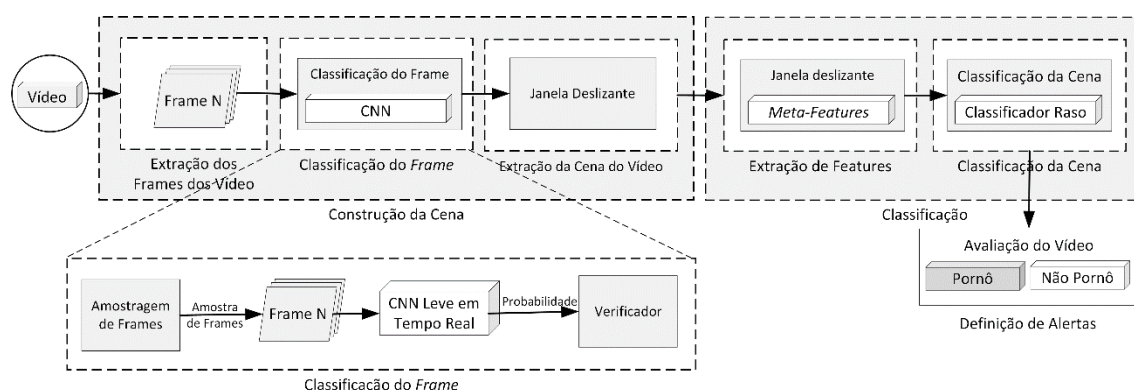 Vídeo
Frame N
Extração dos
Frames dos Vídeo
Classificação do Frame
CNN
Classificação do Frame
Janela Deslizante
Extração da Cena do Vídeo
Construção da Cena
Janela deslizante
Meta-Features
Extração de Features
Classificação da Cena
Classificador Raso
Classificação da Cena
Classificação
Avaliação do Vídeo
Pornô
Não Pornô
Definição de Alertas
Amostragem
de Frames
Amostra
de Frames
Frame N
CNN Leve em
Tempo Real
Probabilidade
Verificador
Classificação do Frame